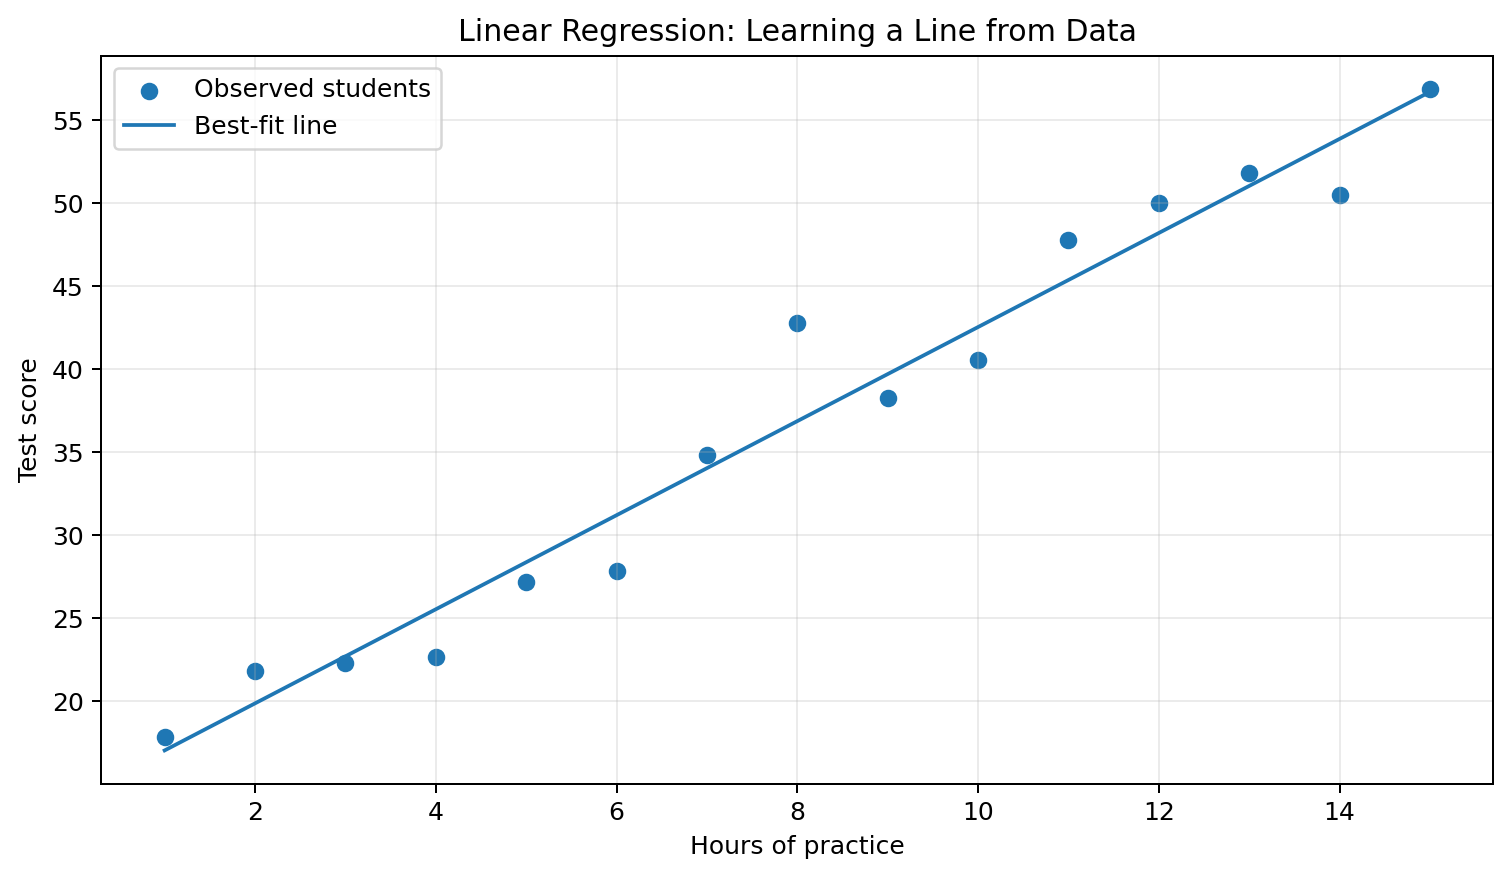 Linear Regression: Learning a Line from Data
Observed students
Best-fit line
Test score
55
50
45
40
35
30
25
20
2 4 6 8 10 12 14
Hours of practice